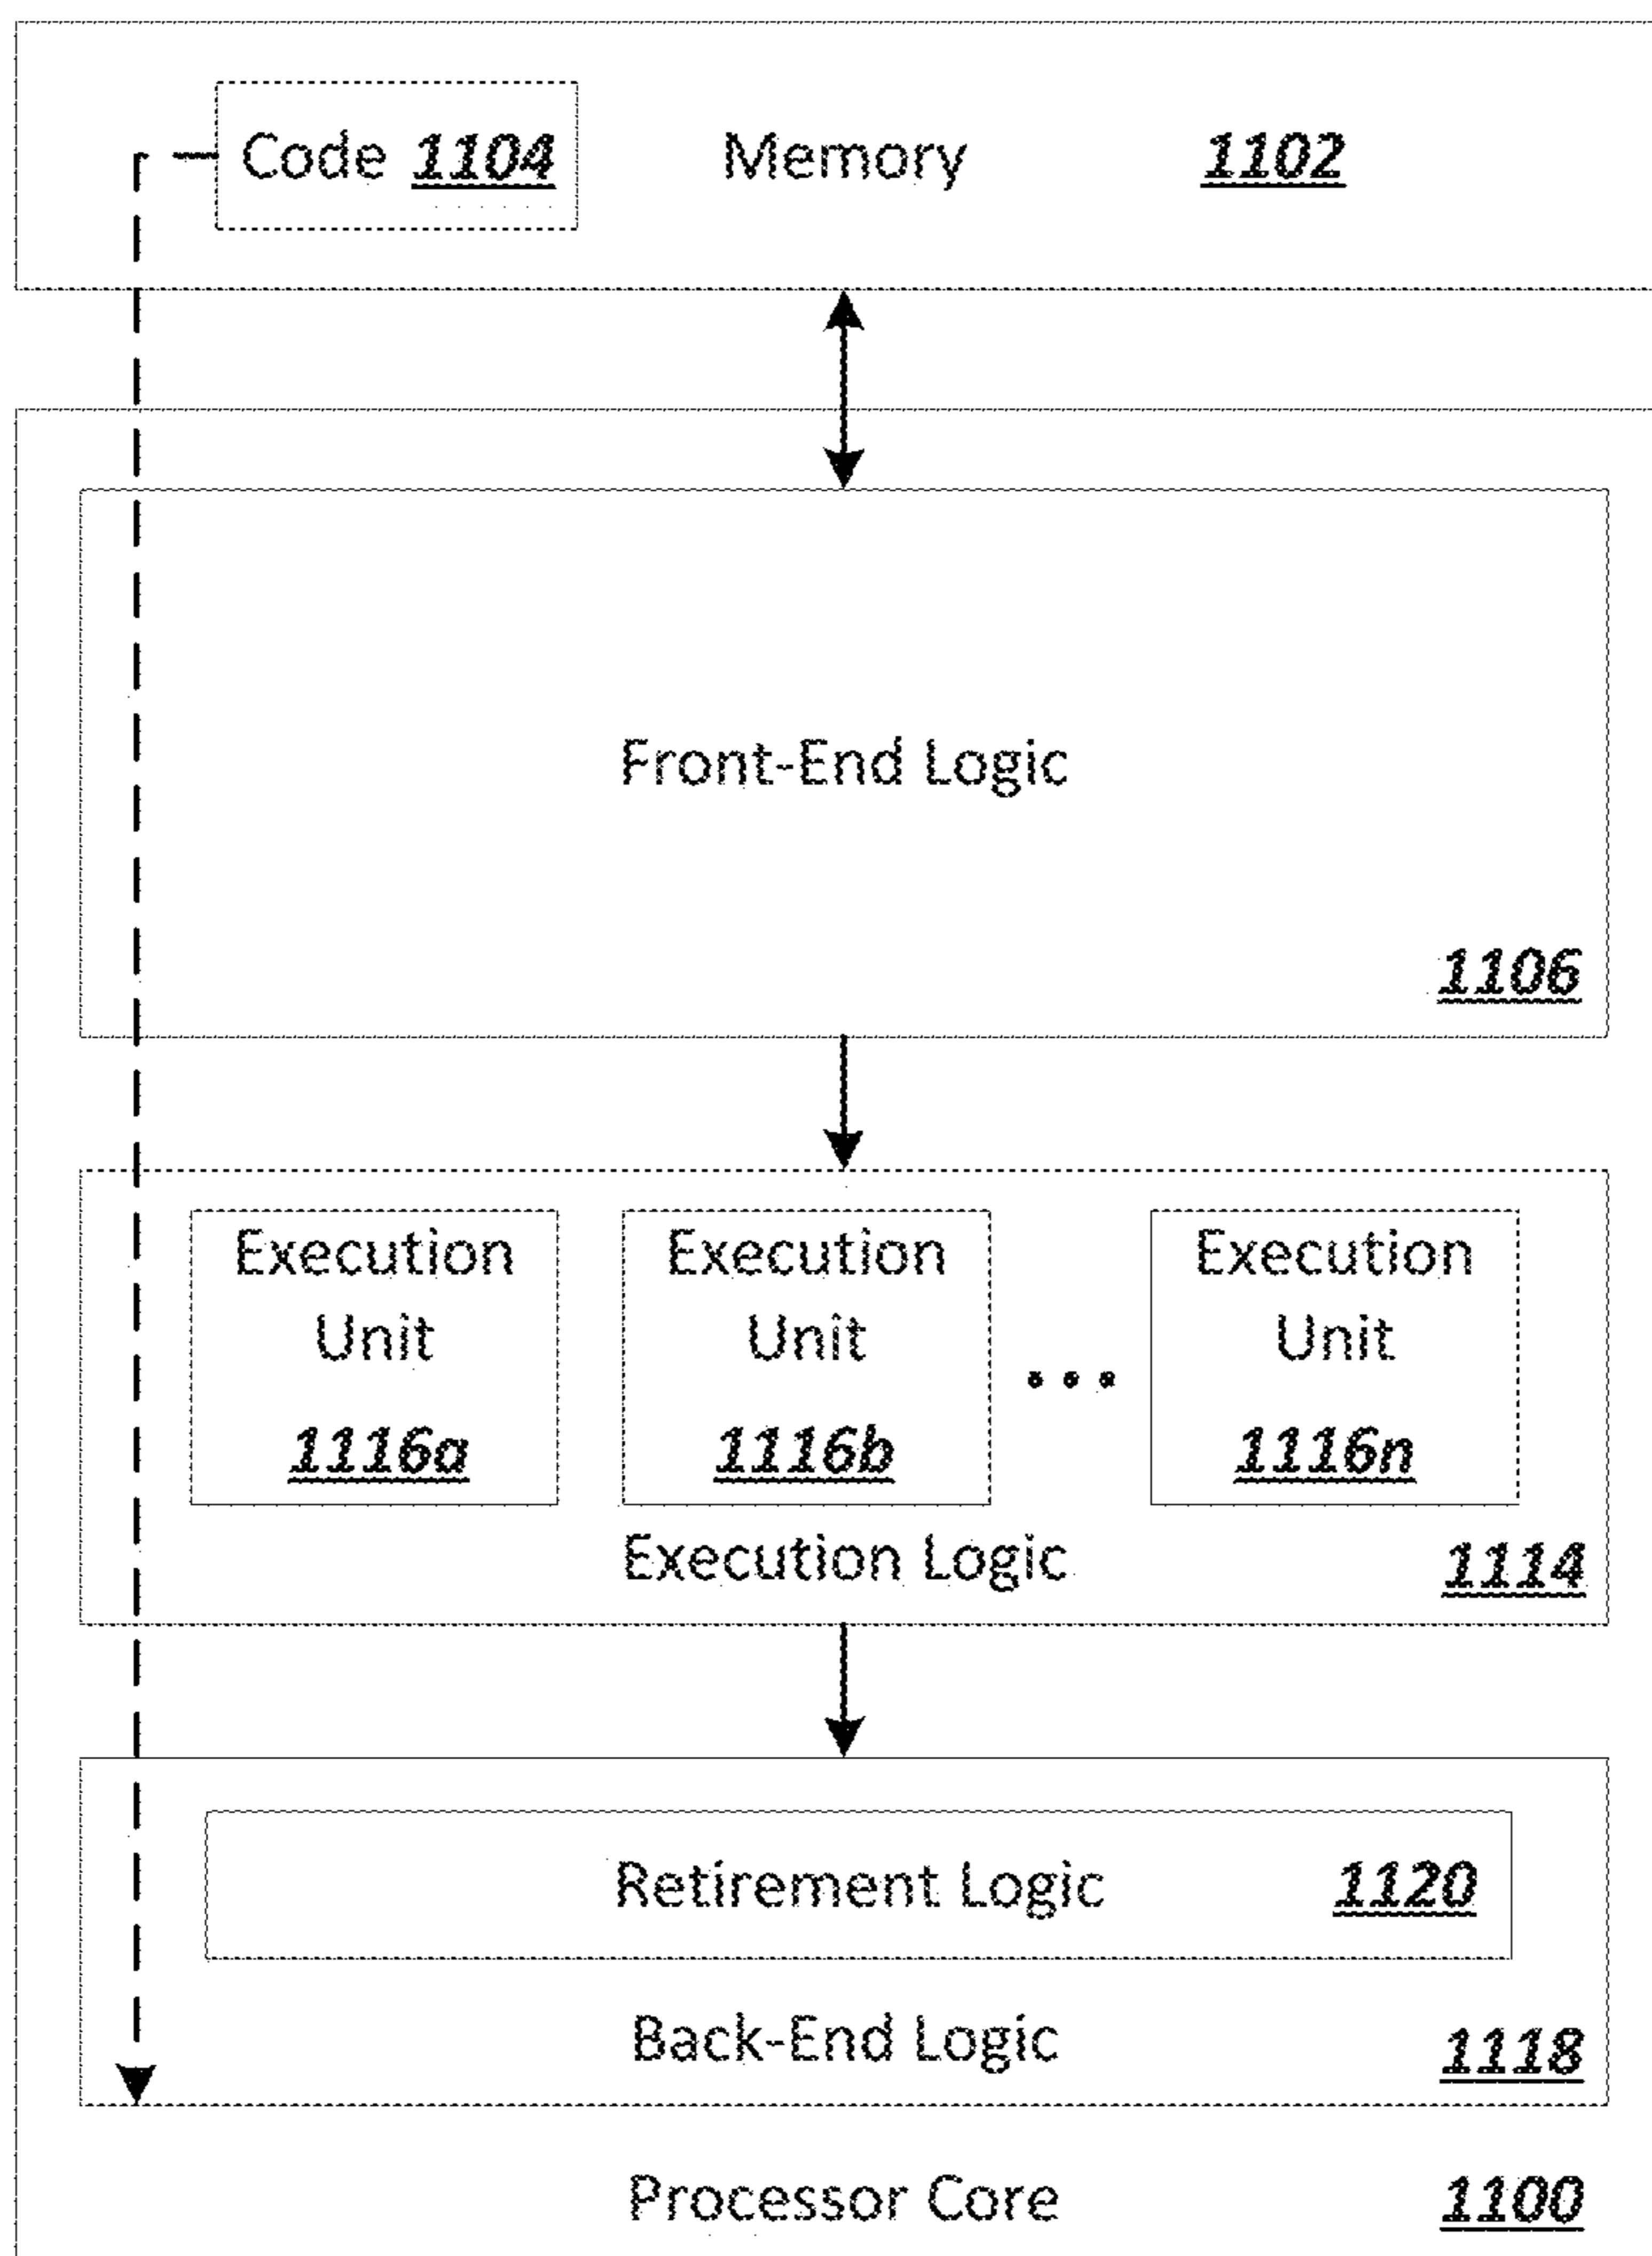 Code 1104 Memory 1102
Front-End Logic
1106
Execution Unit 1116a
Execution Unit 1116b
...
Execution Unit 1116n
Execution Logic 1114
Retirement Logic 1120
Back-End Logic 1118
Processor Core 1100